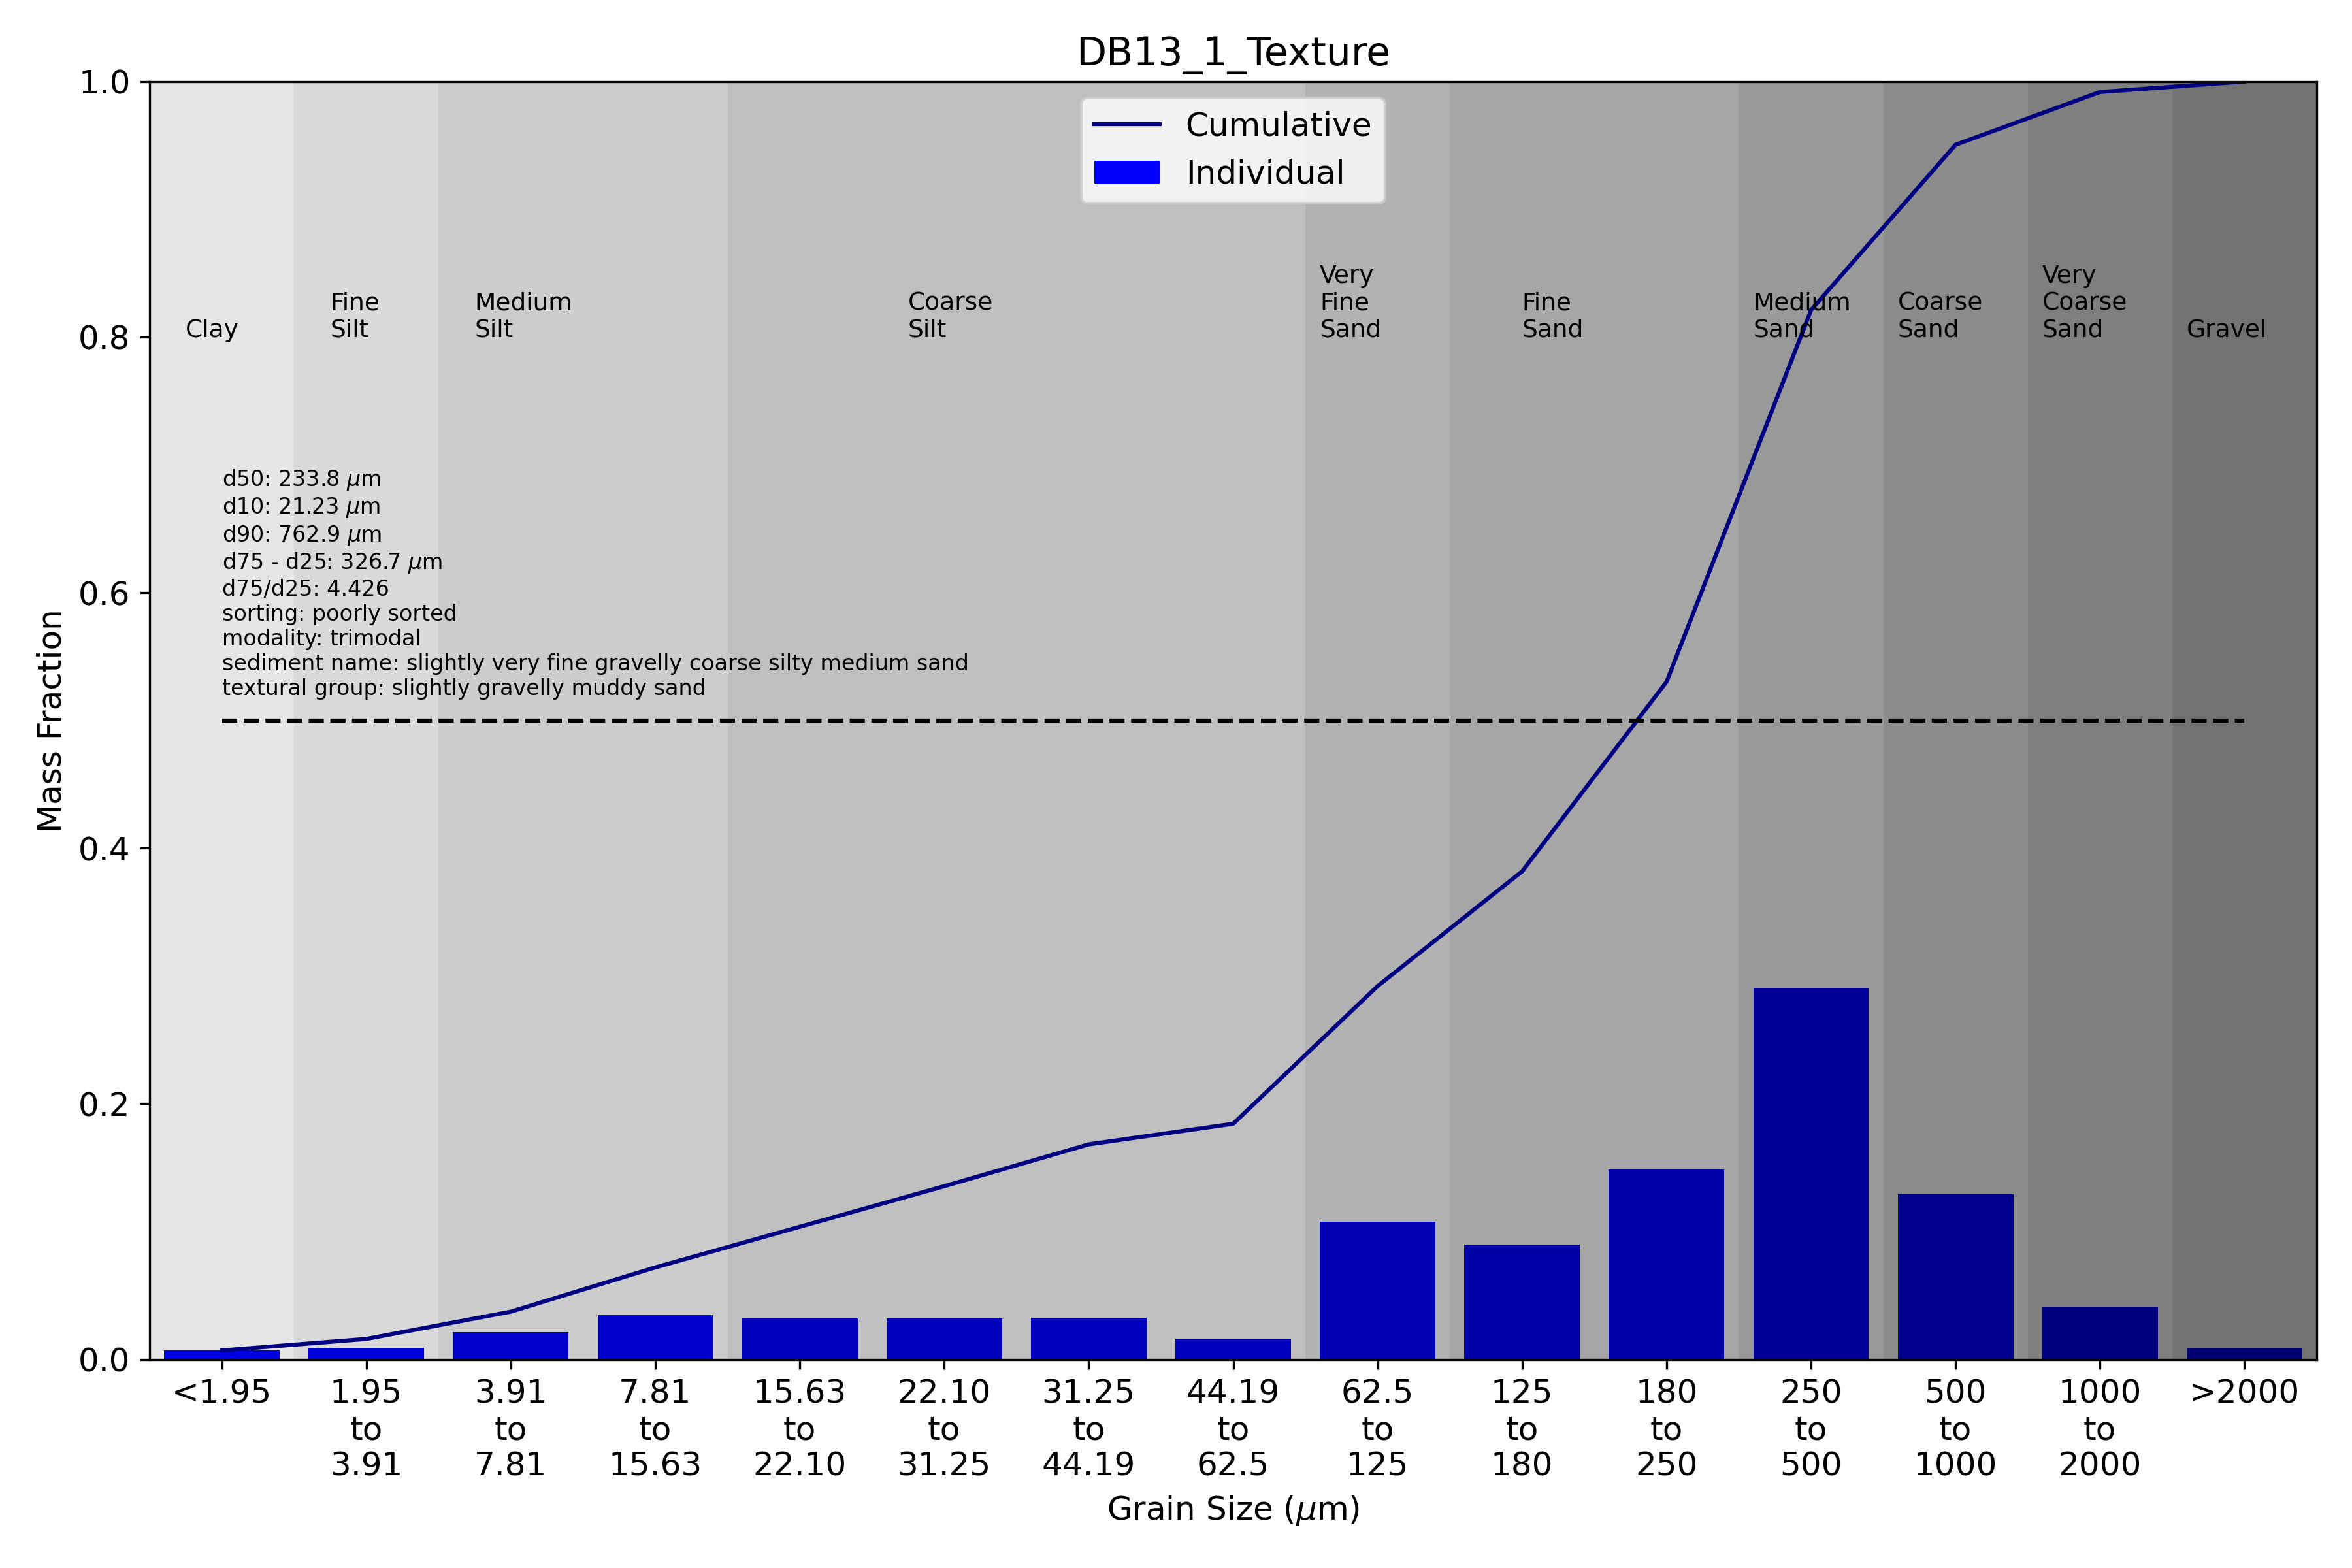 DB13_1_Texture
Cumulative
Individual
Clay
Fine
Silt
Medium
Silt
Coarse
Silt
Very
Fine
Sand
Fine
Sand
Medium
Sand
Coarse
Sand
Very
Coarse
Sand
Gravel
d50: 233.8 μm
d10: 21.23 μm
d90: 762.9 μm
d75 - d25: 326.7 μm
d75/d25: 4.426
sorting: poorly sorted
modality: trimodal
sediment name: slightly very fine gravelly coarse silty medium sand
textural group: slightly gravelly muddy sand
Mass Fraction
1.0
0.8
0.6
0.4
0.2
0.0
<1.95
1.95
to
3.91
3.91
to
7.81
7.81
to
15.63
15.63
to
22.10
22.10
to
31.25
31.25
to
44.19
44.19
to
62.5
62.5
to
125
125
to
180
180
to
250
250
to
500
500
to
1000
1000
to
2000
>2000
Grain Size (μm)